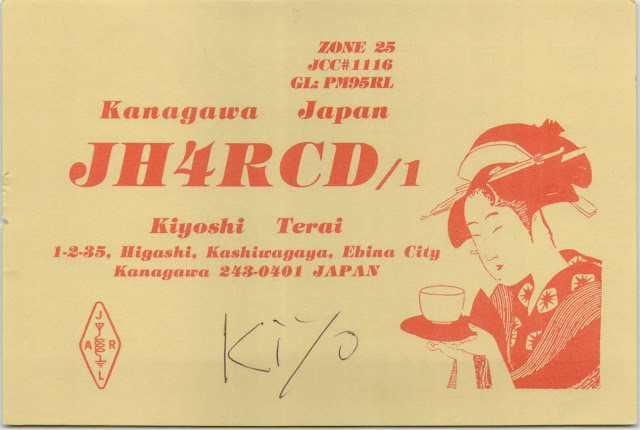 ZONE 25
JCC#1116
GL: PM95RL
Kanagawa Japan
JH4RCD/1
Kiyoshi Terai
1-2-35, Higashi, Kashiwagaya, Ebina City
Kanagawa 243-0401 JAPAN
J
A R
L
Kiyo